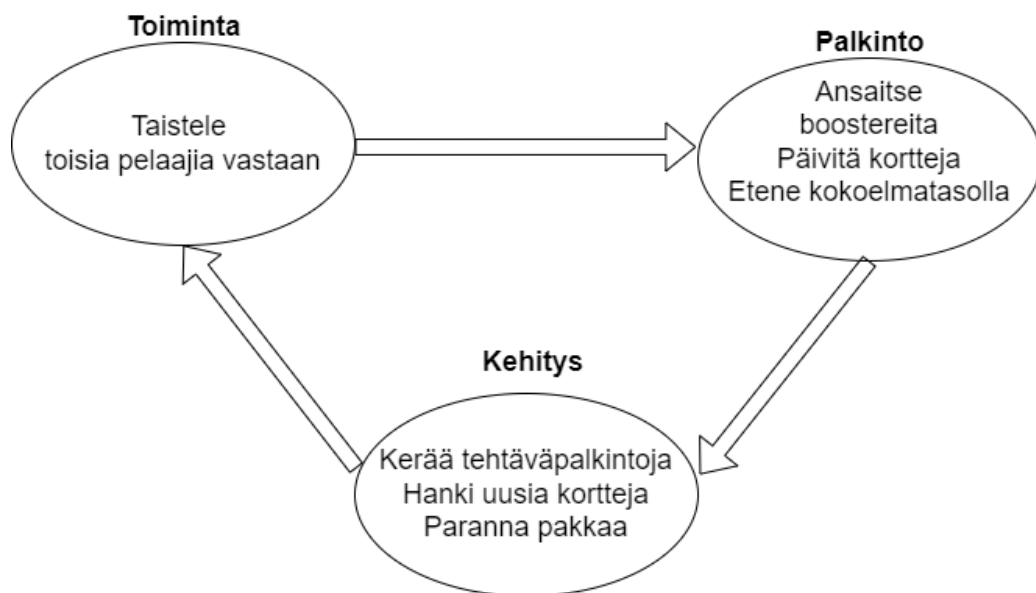 Toiminta
Taistele
toisia pelaajia vastaan
Palkinto
Ansaitse
boostereita
Päivitä kortteja
Etene kokoelmatasolla
Kehitys
Kerää tehtäväpalkintoja
Hanki uusia kortteja
Paranna pakkaa